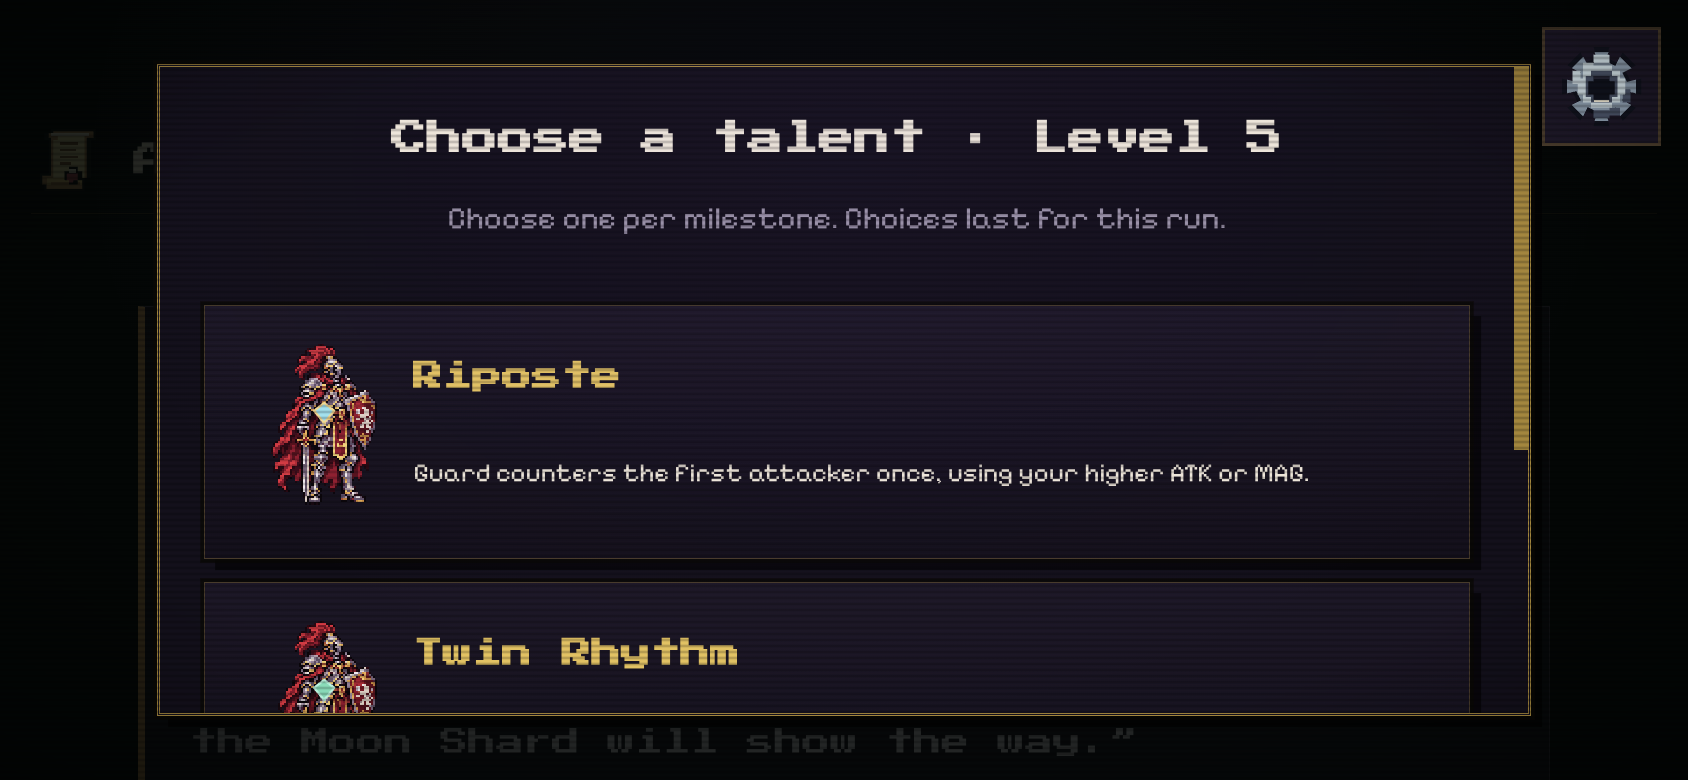 Choose a talent · Level 5
Choose one per milestone. Choices last for this run.
Riposte
Guard counters the first attacker once, using your higher ATK or MAG.
Twin Rhythm
the Moon Shard will show the way.”